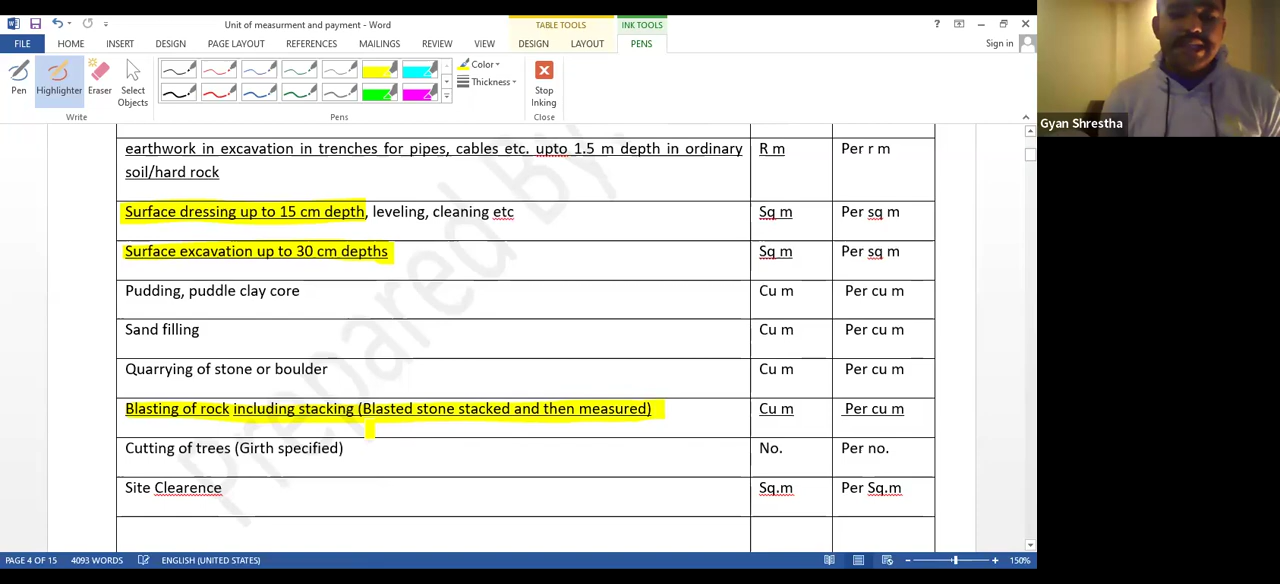 Unit of measurment and payment - Word
TABLE TOOLS
INK TOOLS
? 
Sign in
FILE HOME INSERT DESIGN PAGE LAYOUT REFERENCES MAILINGS REVIEW VIEW DESIGN LAYOUT PENS
Pen Highlighter Eraser Select Objects
Color
Thickness
Stop Inking
Write Pens Close
Gyan Shrestha
earthwork in excavation in trenches for pipes, cables etc. upto 1.5 m depth in ordinary R m Per r m
soil/hard rock
Surface dressing up to 15 cm depth, leveling, cleaning etc Sq m Per sq m
Surface excavation up to 30 cm depths Sq m Per sq m
Pudding, puddle clay core Cu m Per cu m
Sand filling Cu m Per cu m
Quarrying of stone or boulder Cu m Per cu m
Blasting of rock including stacking (Blasted stone stacked and then measured) Cu m Per cu m
Cutting of trees (Girth specified) No. Per no.
Site Clearence Sq.m Per Sq.m
Prepared By:
PAGE 4 OF 15 4093 WORDS ENGLISH (UNITED STATES) 150%